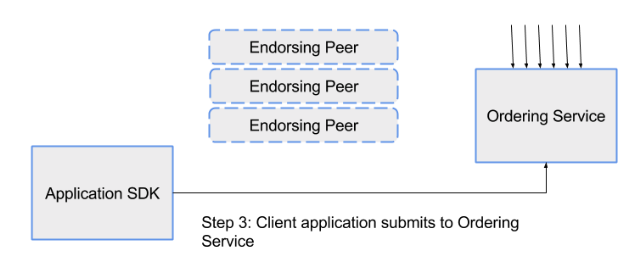 Endorsing Peer
Endorsing Peer
Endorsing Peer
Ordering Service
Application SDK
Step 3: Client application submits to Ordering
Service